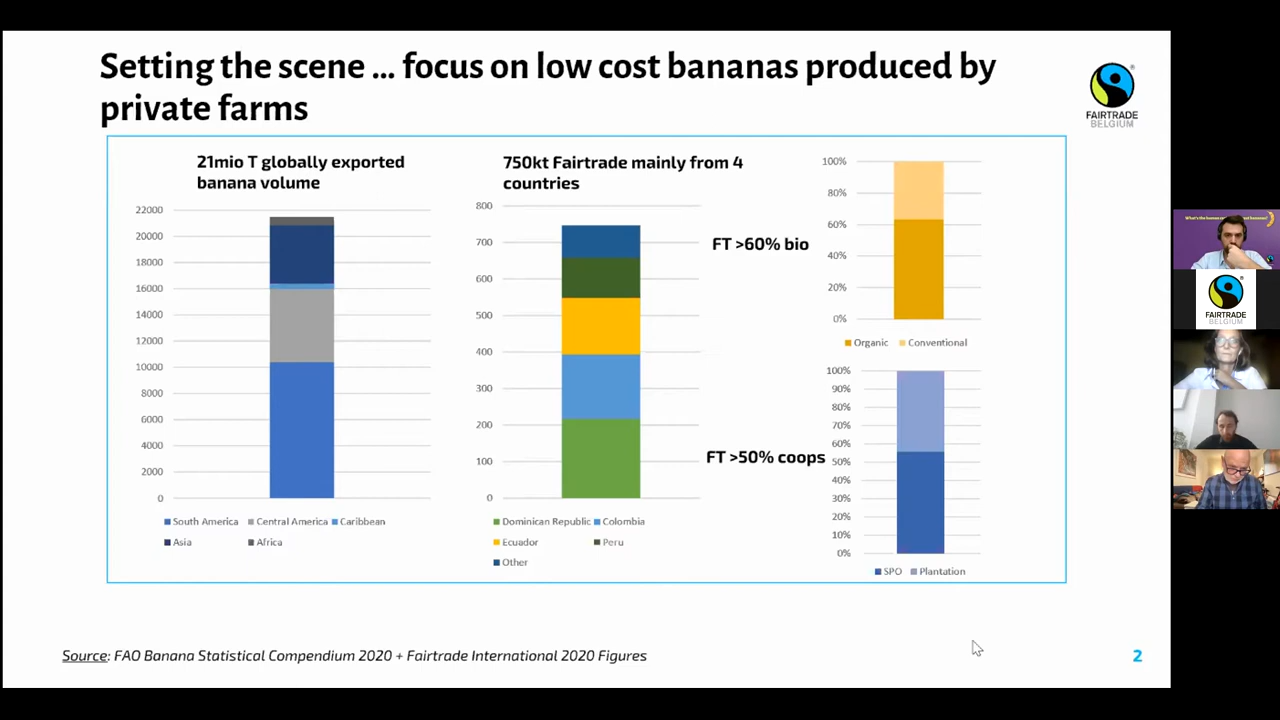 Setting the scene ... focus on low cost bananas produced by
private farms
FAIRTRADE
BELGIUM
21mio T globally exported
banana volume
22000
20000
18000
16000
14000
12000
10000
8000
6000
4000
2000
0
South America Central America Caribbean
Asia Africa
750kt Fairtrade mainly from 4
countries
800
700
600
500
400
300
200
100
0
Dominican Republic Colombia
Ecuador Peru
Other
FT >60% bio
100%
80%
60%
40%
20%
0%
Organic Conventional
FT >50% coops
100%
90%
80%
70%
60%
50%
40%
30%
20%
10%
0%
SPO Plantation
Source: FAO Banana Statistical Compendium 2020 + Fairtrade International 2020 Figures
2
What's the human
bananas?
FAIRTRADE
BELGIUM